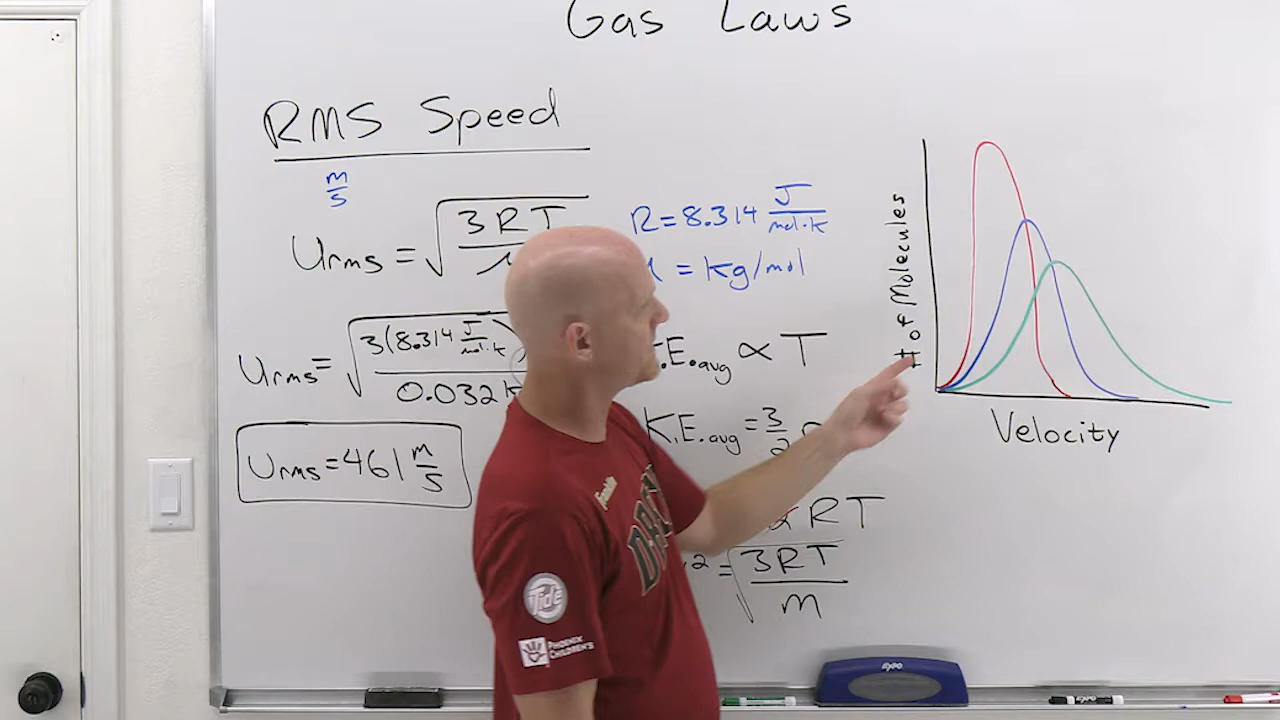 Gas Laws
RMS Speed
m/s
Urms = √(3RT/
R = 8.314 J/mol·K
= kg/mol
Urms = √(3(8.314 J/mol·K)
0.032 k
Urms = 461 m/s
.E.avg ∝ T
K.E.avg = 3/2
RT
2 = √(3RT/m)
# of Molecules
Velocity
Tide
PHOENIX
CHILDREN'S
EXPO